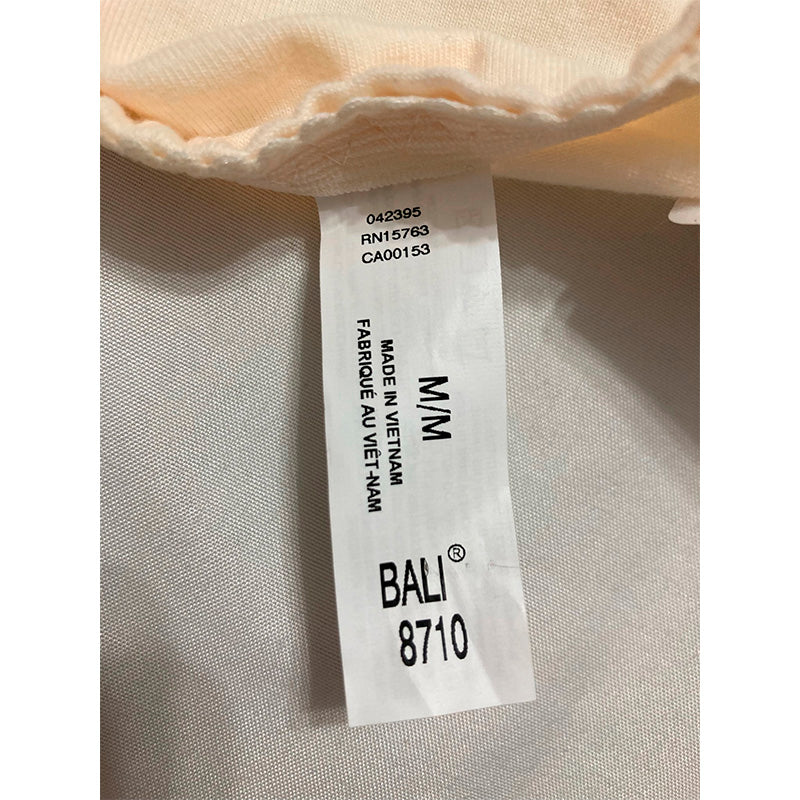 042395
RN15763
CA00153
M/M
MADE IN VIETNAM
FABRIQUÉ AU VIÊT-NAM
BALI®
8710